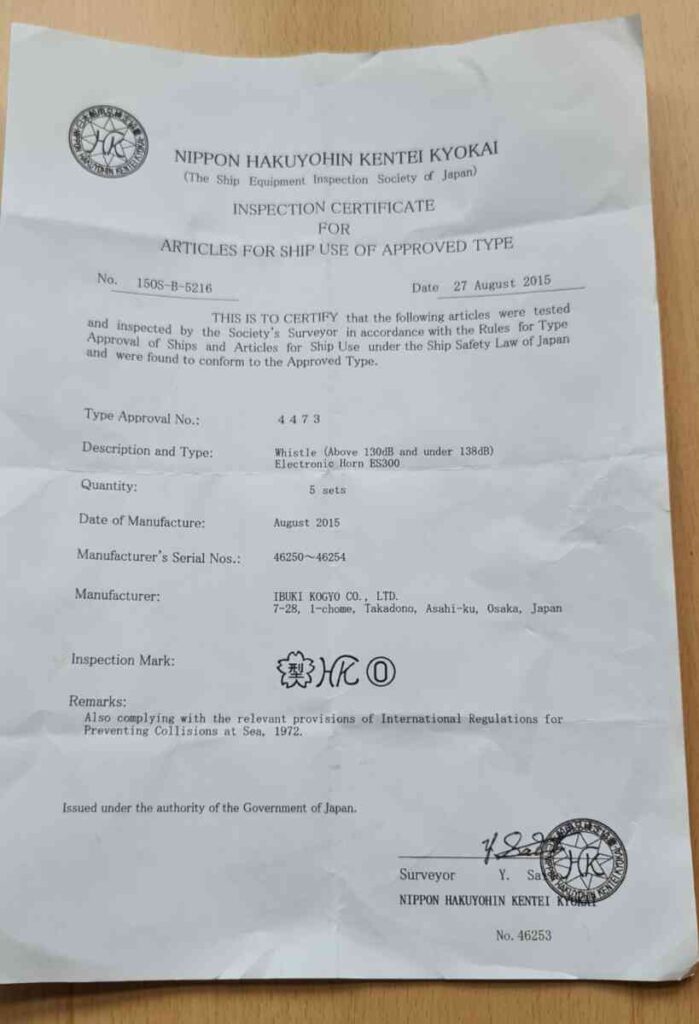 HK
NIPPON HAKUYOHIN KENTEI KYOKAI
NIPPON HAKUYOHIN KENTEI KYOKAI
(The Ship Equipment Inspection Society of Japan)
INSPECTION CERTIFICATE
FOR
ARTICLES FOR SHIP USE OF APPROVED TYPE
No. 150S-B-5216
Date 27 August 2015
THIS IS TO CERTIFY that the following articles were tested
and inspected by the Society's Surveyor in accordance with the Rules for Type
Approval of Ships and Articles for Ship Use under the Ship Safety Law of Japan
and were found to conform to the Approved Type.
Type Approval No.: 4473
Description and Type: Whistle (Above 130dB and under 138dB)
Electronic Horn ES300
Quantity: 5 sets
Date of Manufacture: August 2015
Manufacturer's Serial Nos.: 46250～46254
Manufacturer: IBUKI KOGYO CO., LTD.
7-28, 1-chome, Takadono, Asahi-ku, Osaka, Japan
Inspection Mark: 型 HK O
Remarks:
Also complying with the relevant provisions of International Regulations for
Preventing Collisions at Sea, 1972.
Issued under the authority of the Government of Japan.
Surveyor Y.
HK
NIPPON HAKUYOHIN KENTEI KYOKAI
No. 46253